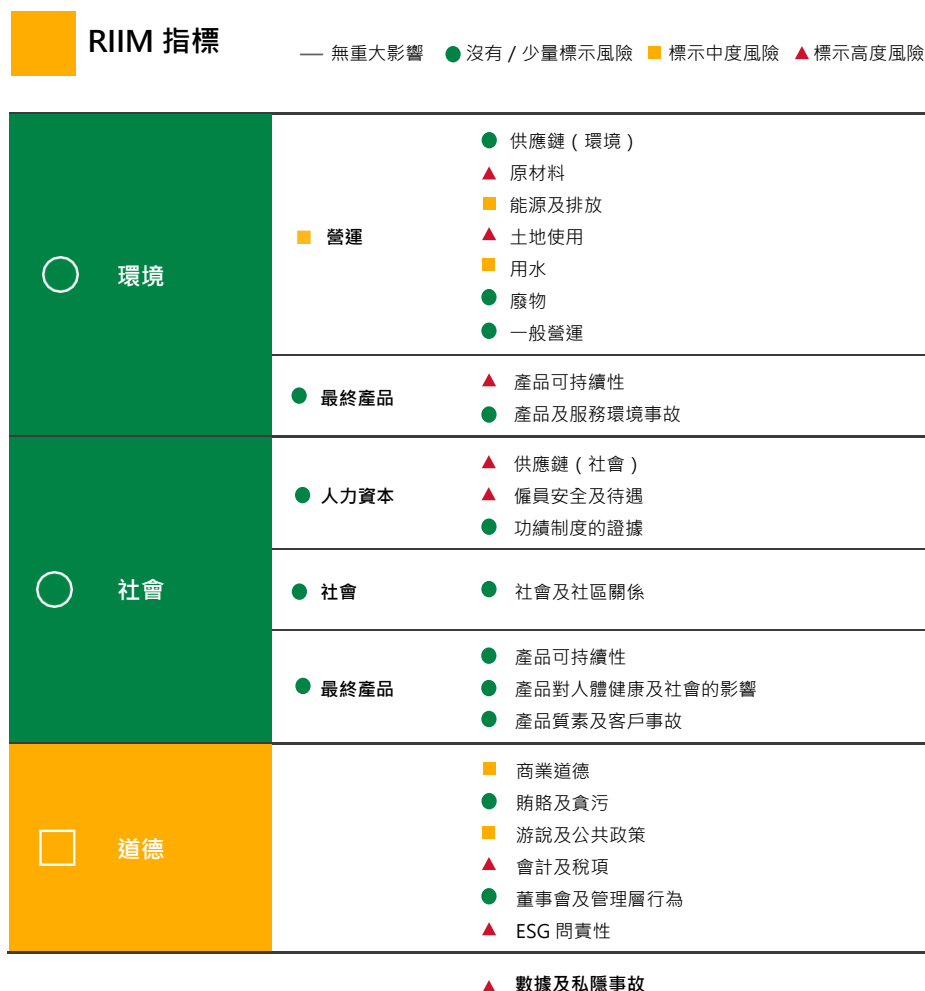 RIIM 指標
— 無重大影響 ● 沒有 / 少量標示風險 ■ 標示中度風險 ▲ 標示高度風險
環境
營運
供應鏈 ( 環境 )
原材料
能源及排放
土地使用
用水
廢物
一般營運
最終產品
產品可持續性
產品及服務環境事故
社會
人力資本
供應鏈 ( 社會 )
僱員安全及待遇
功績制度的證據
社會
社會及社區關係
最終產品
產品可持續性
產品對人體健康及社會的影響
產品質素及客戶事故
道德
商業道德
賄賂及貪污
游說及公共政策
會計及稅項
董事會及管理層行為
ESG 問責性
數據及私隱事故